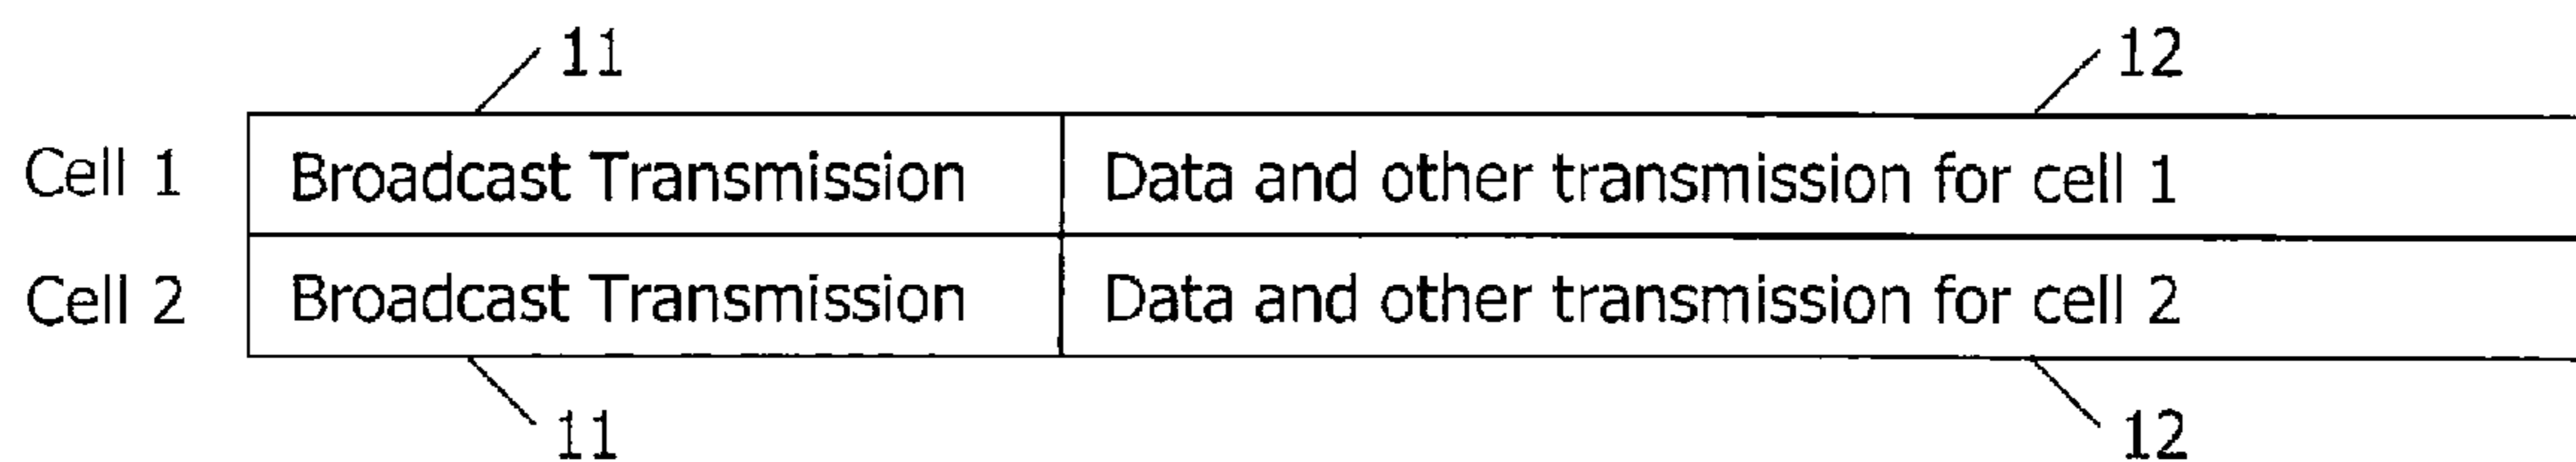 11 12
Cell 1 Broadcast Transmission Data and other transmission for cell 1
Cell 2 Broadcast Transmission Data and other transmission for cell 2
11 12